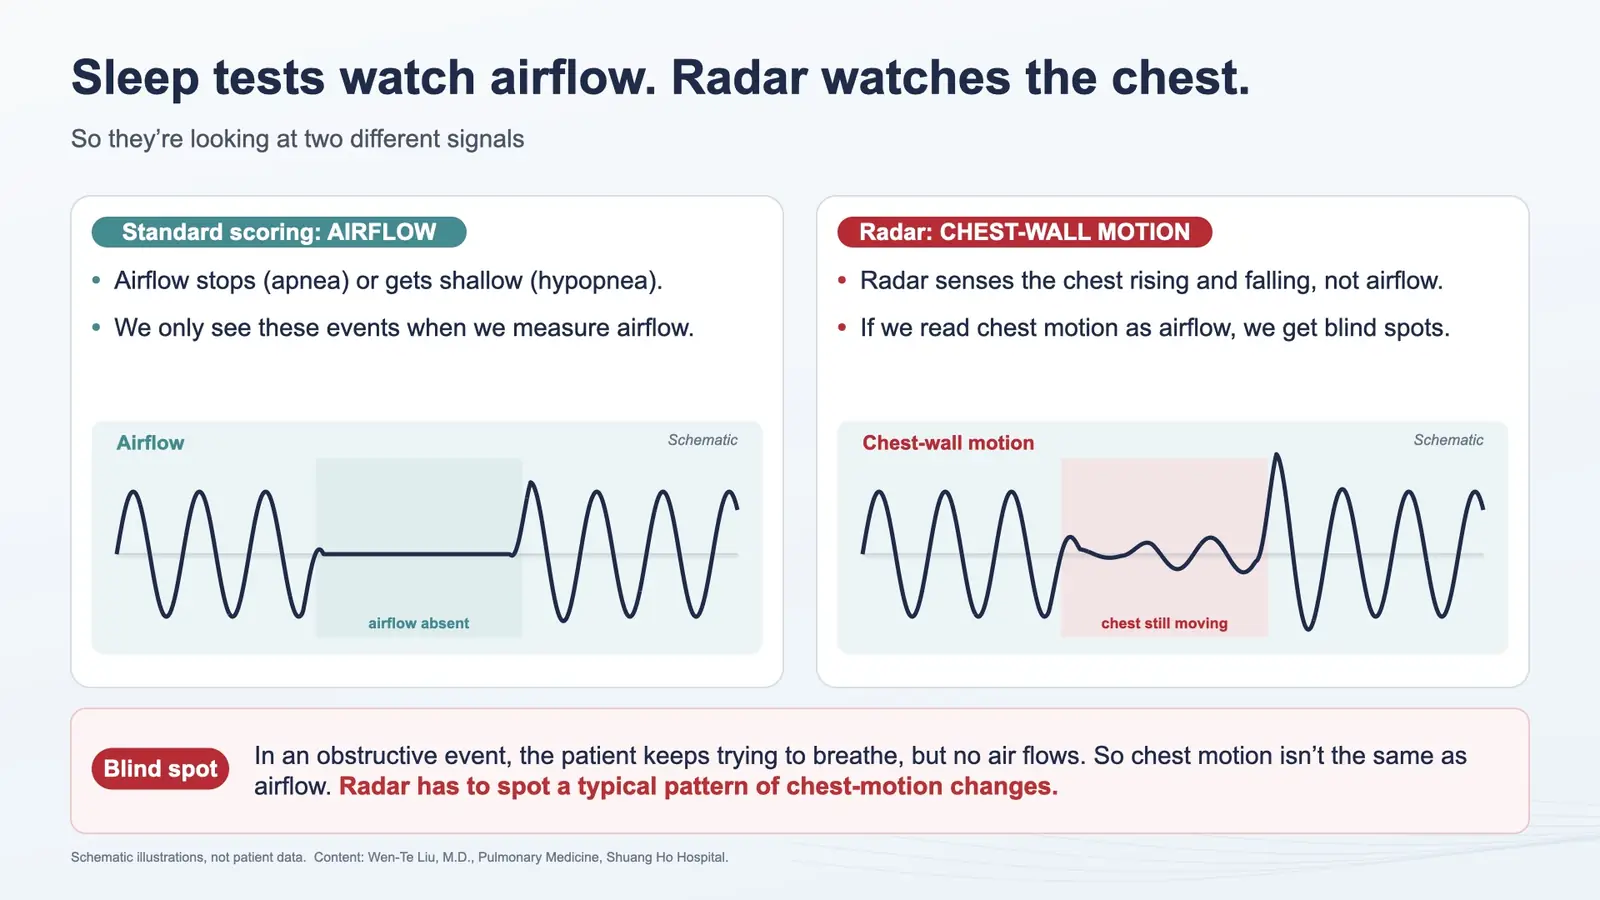 Sleep tests watch airflow. Radar watches the chest.
So they’re looking at two different signals
Standard scoring: AIRFLOW
• Airflow stops (apnea) or gets shallow (hypopnea).
• We only see these events when we measure airflow.
Airflow
Schematic
airflow absent
Radar: CHEST-WALL MOTION
• Radar senses the chest rising and falling, not airflow.
• If we read chest motion as airflow, we get blind spots.
Chest-wall motion
Schematic
chest still moving
Blind spot
In an obstructive event, the patient keeps trying to breathe, but no air flows. So chest motion isn’t the same as
airflow. Radar has to spot a typical pattern of chest-motion changes.
Schematic illustrations, not patient data. Content: Wen-Te Liu, M.D., Pulmonary Medicine, Shuang Ho Hospital.